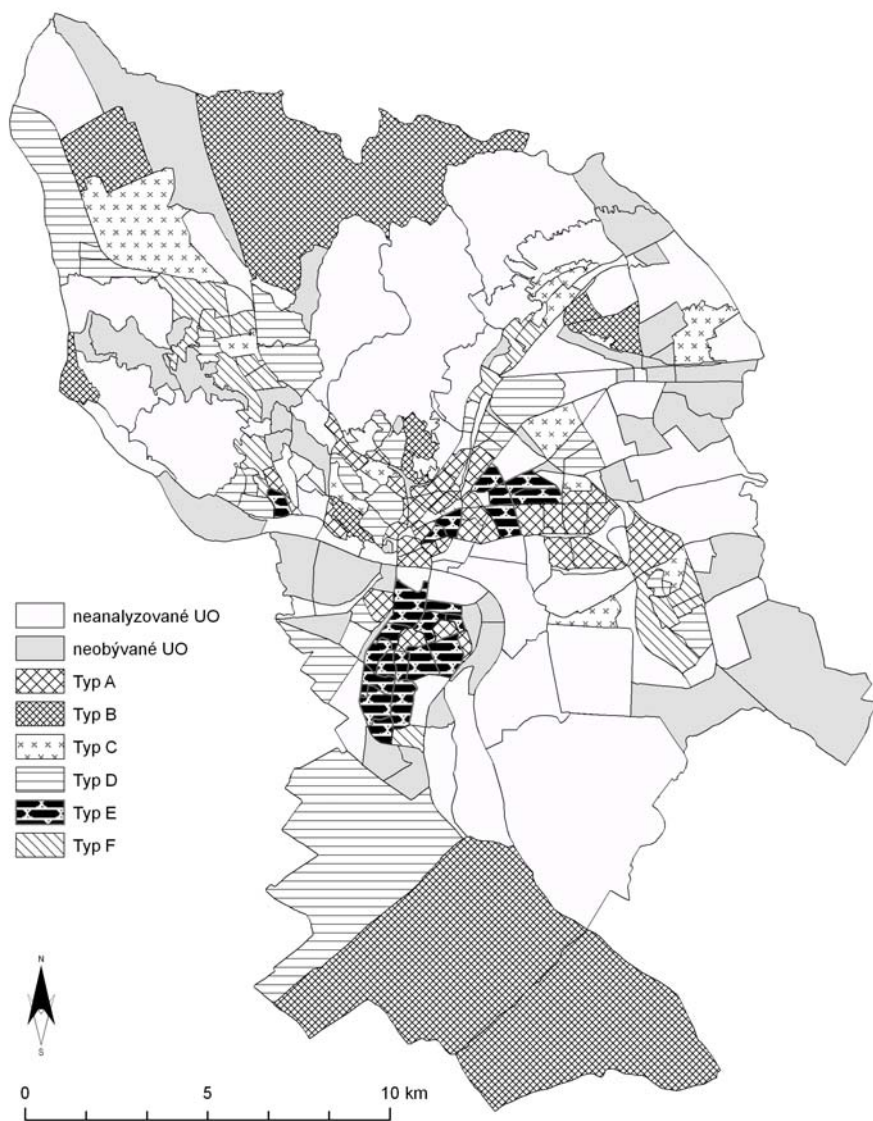 neanalyzované UO
neobývané UO
Typ A
Typ B
Typ C
Typ D
Typ E
Typ F
N
S
0 5 10 km